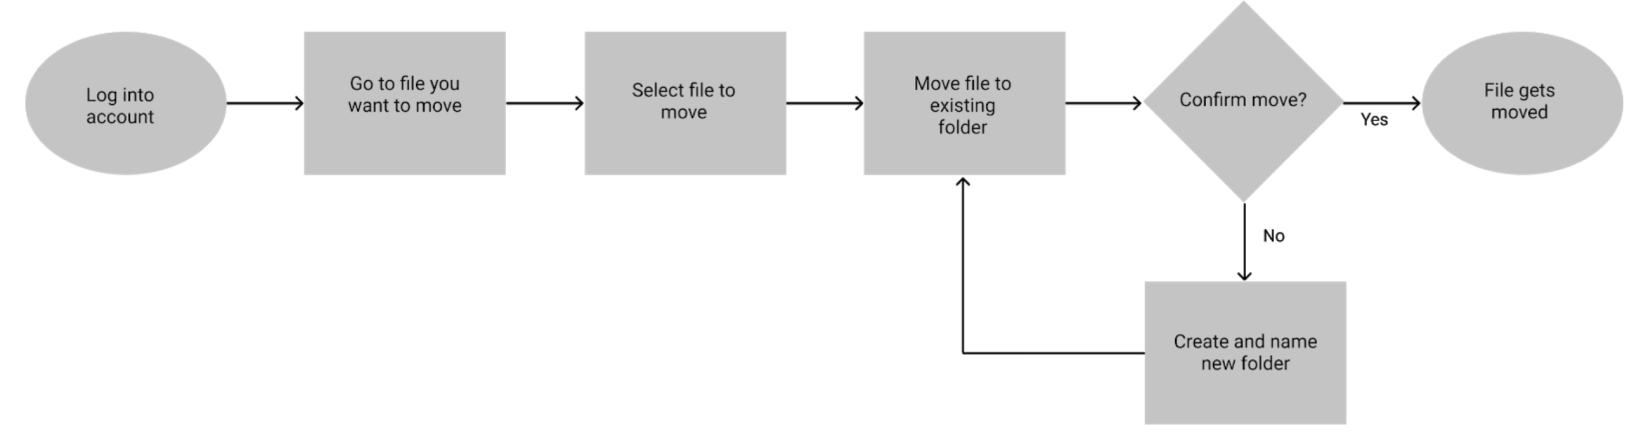 Log into
account
Go to file you
want to move
Select file to
move
Move file to
existing
folder
Confirm move?
Yes
File gets
moved
No
Create and name
new folder